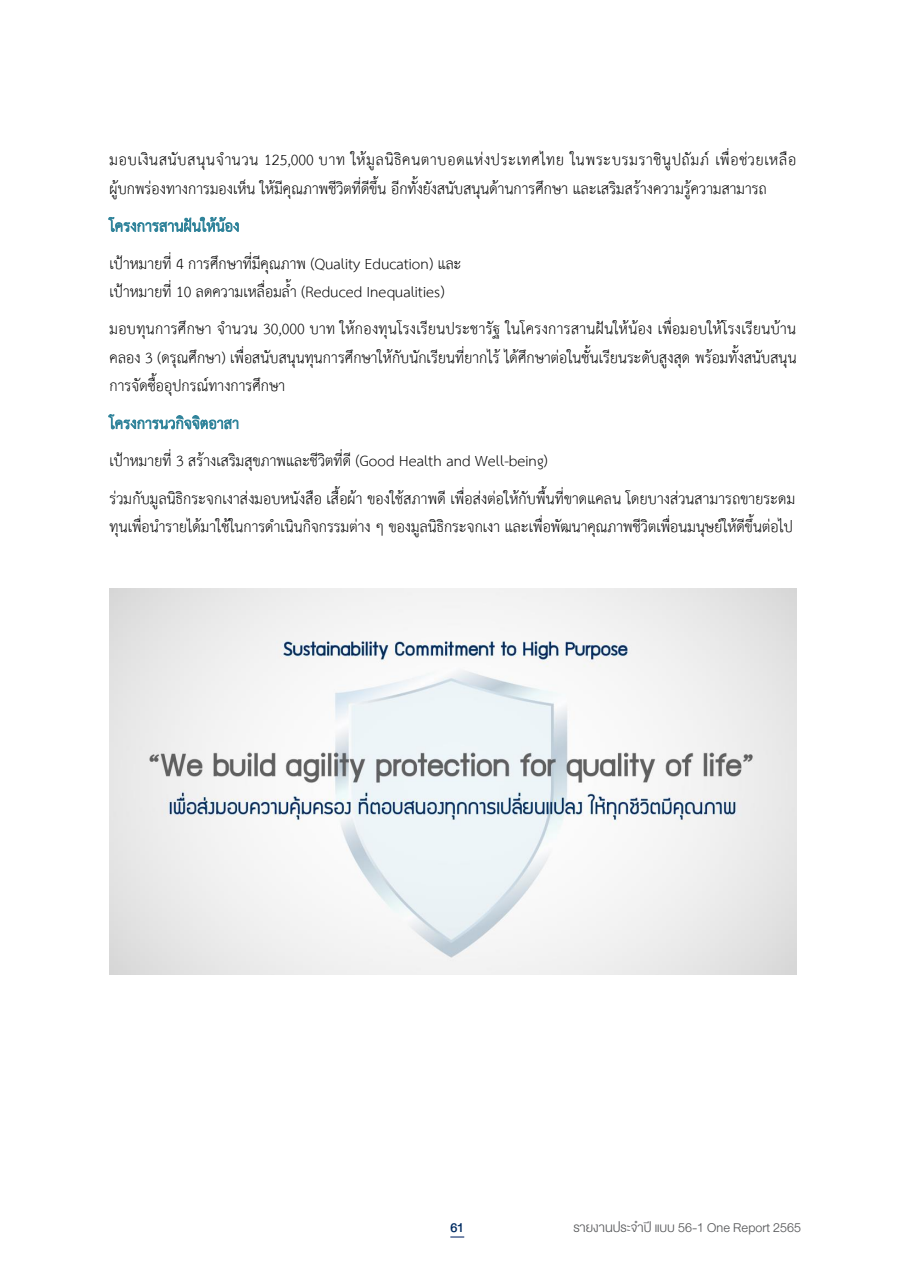 มอบเงินสนับสนุนจำนวน 125,000 บาท ให้มูลนิธิคนตาบอดแห่งประเทศไทย ในพระบรมราชินูปถัมภ์ เพื่อช่วยเหลือ
ผู้บกพร่องทางการมองเห็น ให้มีคุณภาพชีวิตที่ดีขึ้น อีกทั้งยังสนับสนุนด้านการศึกษา และเสริมสร้างความรู้ความสามารถ
โครงการสานฝันให้น้อง
เป้าหมายที่ 4 การศึกษาที่มีคุณภาพ (Quality Education) และ
เป้าหมายที่ 10 ลดความเหลื่อมล้ำ (Reduced Inequalities)
มอบทุนการศึกษา จำนวน 30,000 บาท ให้กองทุนโรงเรียนประชารัฐ ในโครงการสานฝันให้น้อง เพื่อมอบให้โรงเรียนบ้าน
คลอง 3 (ดรุณศึกษา) เพื่อสนับสนุนทุนการศึกษาให้กับนักเรียนที่ยากไร้ ได้ศึกษาต่อในชั้นเรียนระดับสูงสุด พร้อมทั้งสนับสนุน
การจัดซื้ออุปกรณ์ทางการศึกษา
โครงการนวกิจจิตอาสา
เป้าหมายที่ 3 สร้างเสริมสุขภาพและชีวิตที่ดี (Good Health and Well-being)
ร่วมกับมูลนิธิกระจกเงาส่งมอบหนังสือ เสื้อผ้า ของใช้สภาพดี เพื่อส่งต่อให้กับพื้นที่ขาดแคลน โดยบางส่วนสามารถขายระดม
ทุนเพื่อนำรายได้มาใช้ในการดำเนินกิจกรรมต่าง ๆ ของมูลนิธิกระจกเงา และเพื่อพัฒนาคุณภาพชีวิตเพื่อนมนุษย์ให้ดีขึ้นต่อไป
Sustainability Commitment to High Purpose
“We build agility protection for quality of life”
เพื่อส่งมอบความคุ้มครอง ที่ตอบสนองทุกการเปลี่ยนแปลง ให้ทุกชีวิตมีคุณภาพ
61
รายงานประจำปี แบบ 56-1 One Report 2565